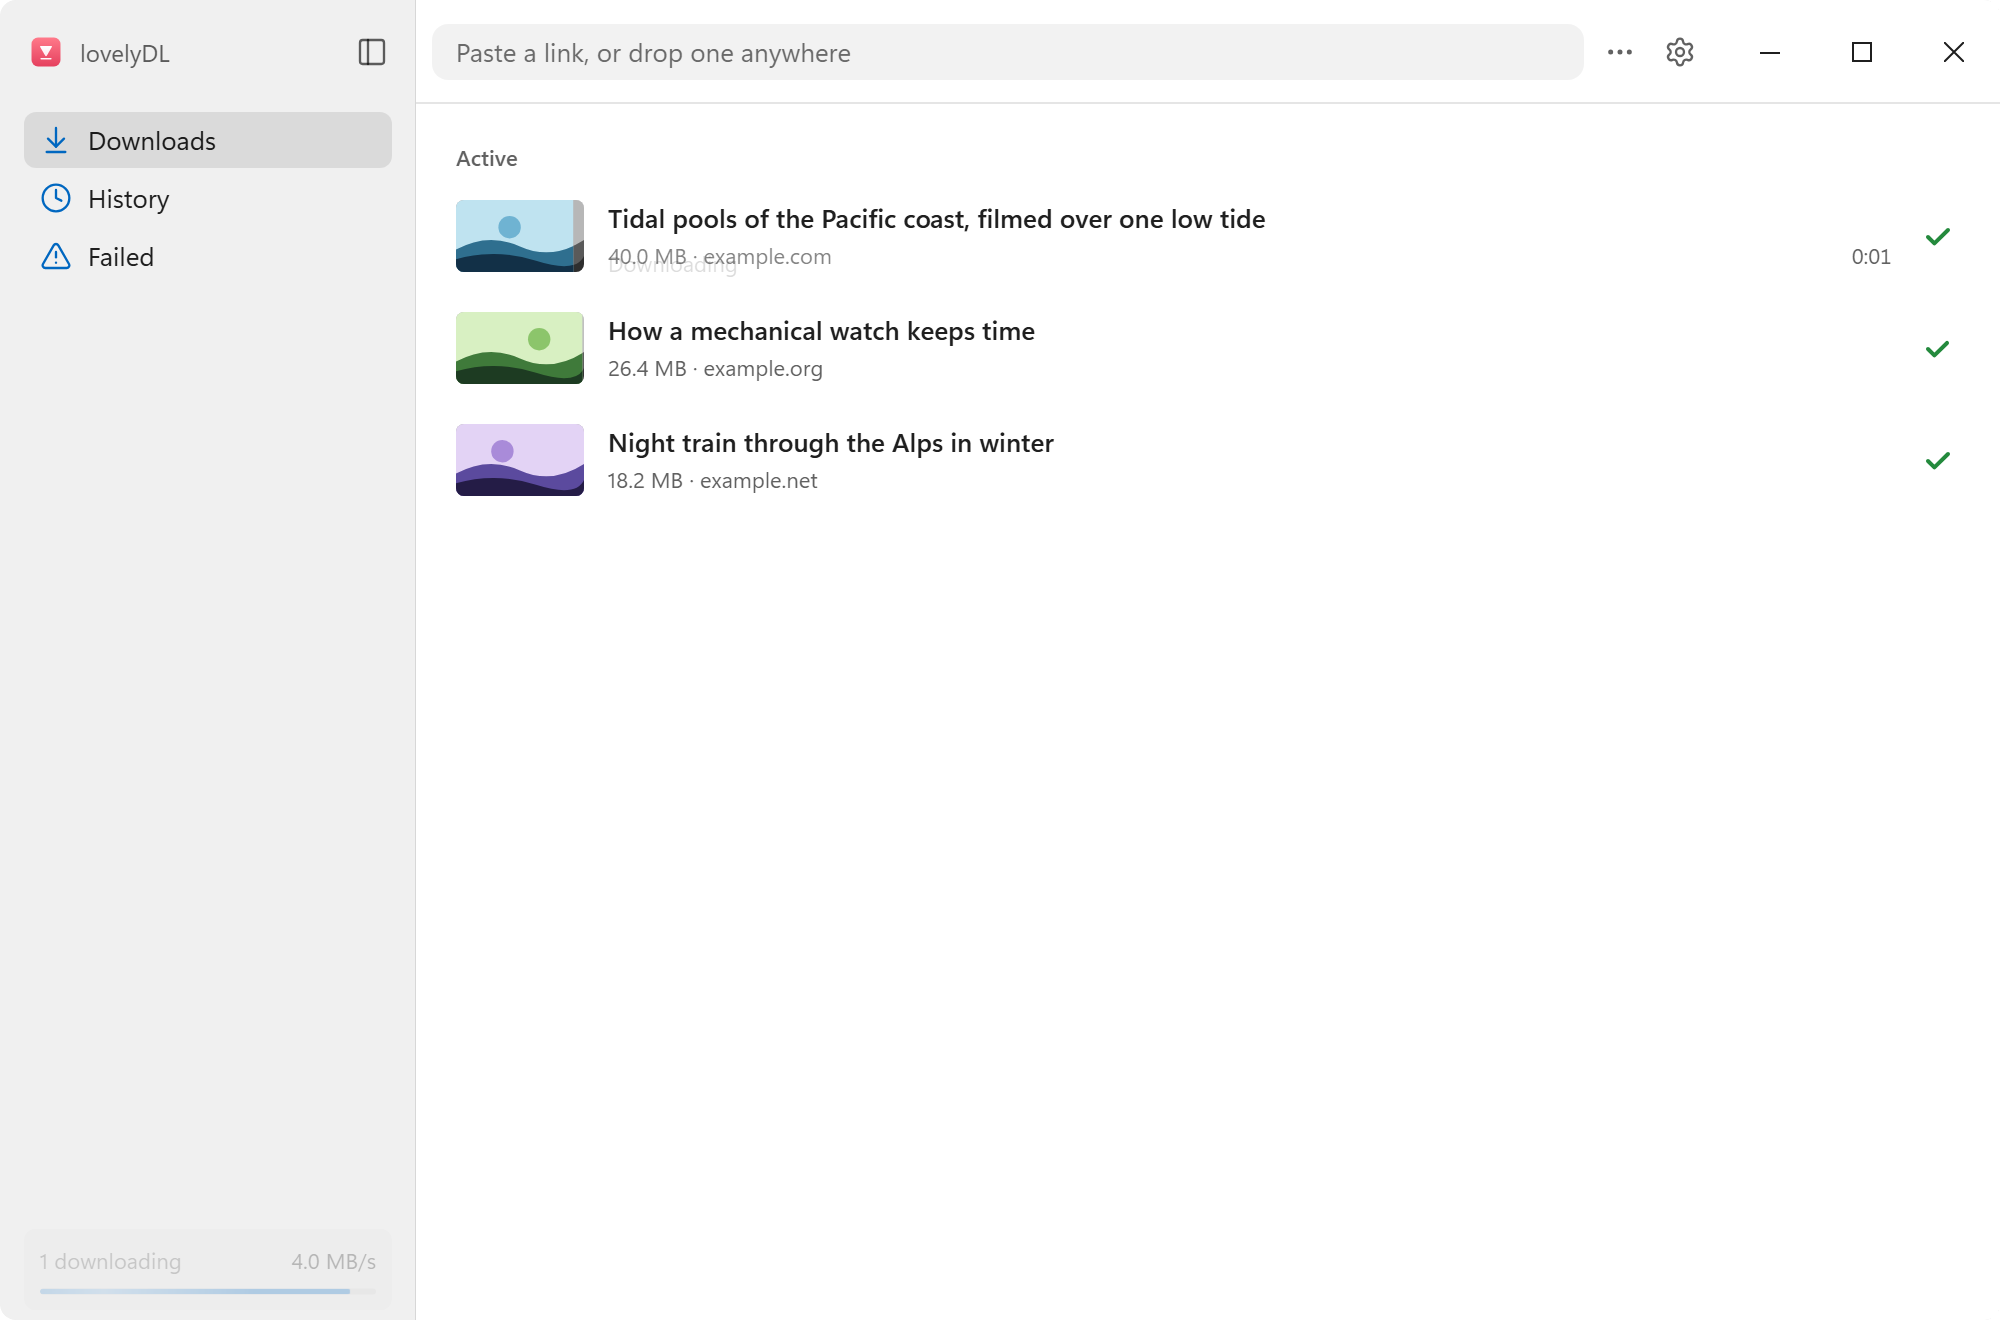 lovelyDL
Paste a link, or drop one anywhere
Downloads
History
Failed
Active
Tidal pools of the Pacific coast, filmed over one low tide
40.0 MB · example.com
Downloading
0:01
How a mechanical watch keeps time
26.4 MB · example.org
Night train through the Alps in winter
18.2 MB · example.net
1 downloading
4.0 MB/s